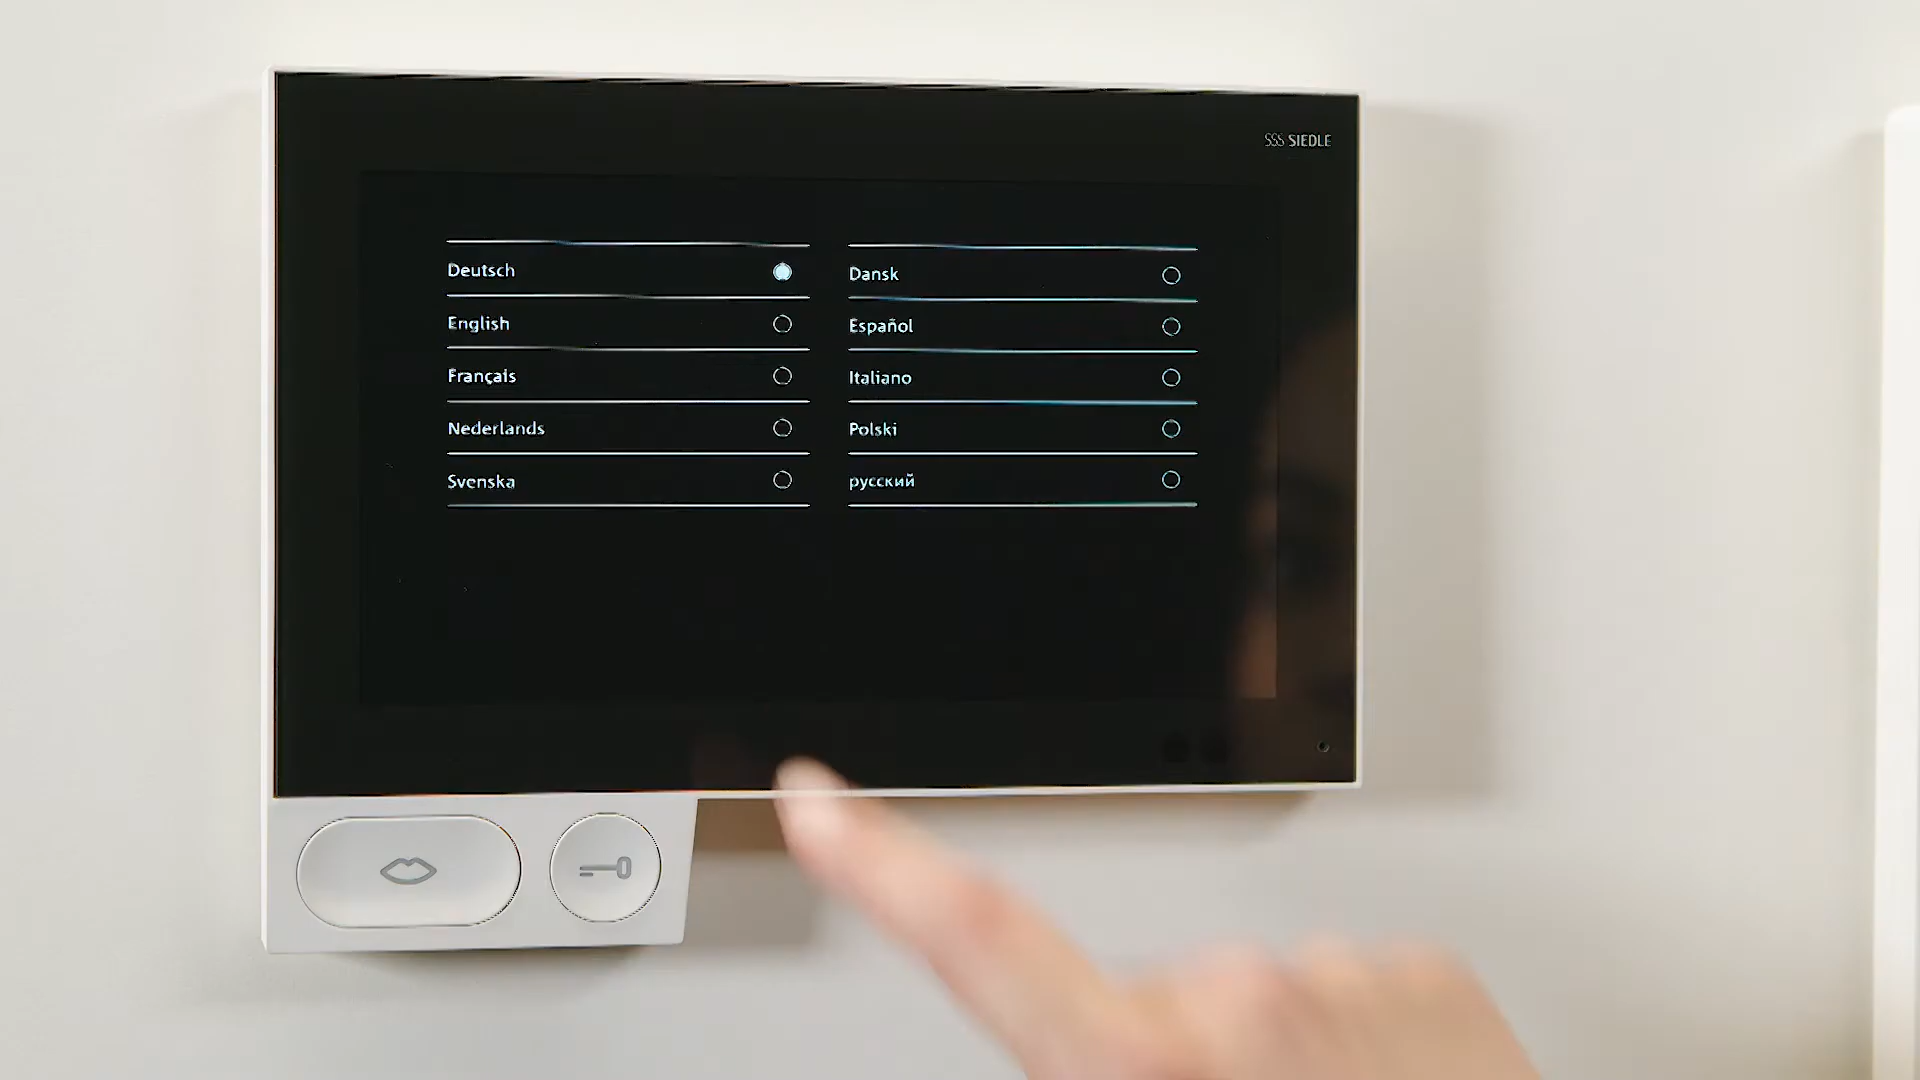 SSS SIEDLE
Deutsch
English
Français
Nederlands
Svenska
Dansk
Español
Italiano
Polski
русский